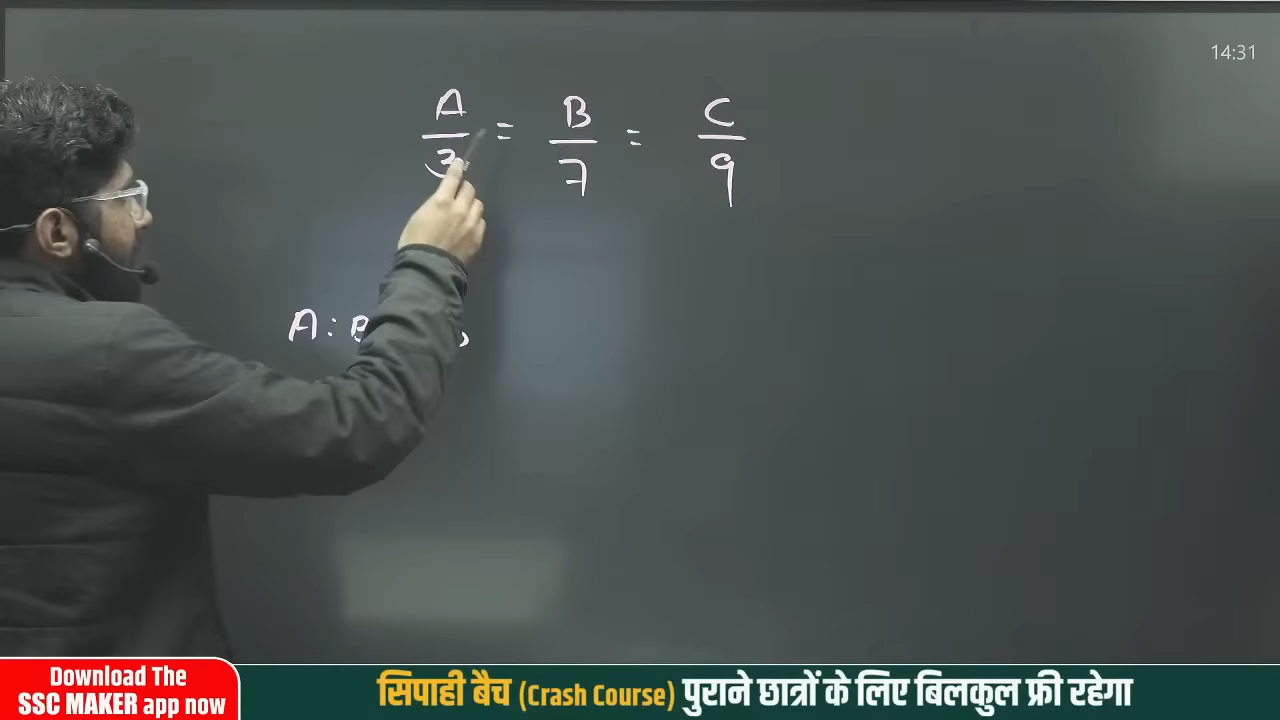 14:31
A/3 = B/7 = C/9
A : B
Download The
SSC MAKER app now
सिपाही बैच (Crash Course) पुराने छात्रों के लिए बिलकुल फ्री रहेगा